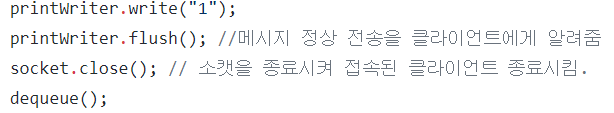 printWriter.write("1");
printWriter.flush(); //메시지 정상 전송을 클라이언트에게 알려줌
socket.close(); // 소캣을 종료시켜 접속된 클라이언트 종료시킴.
dequeue();